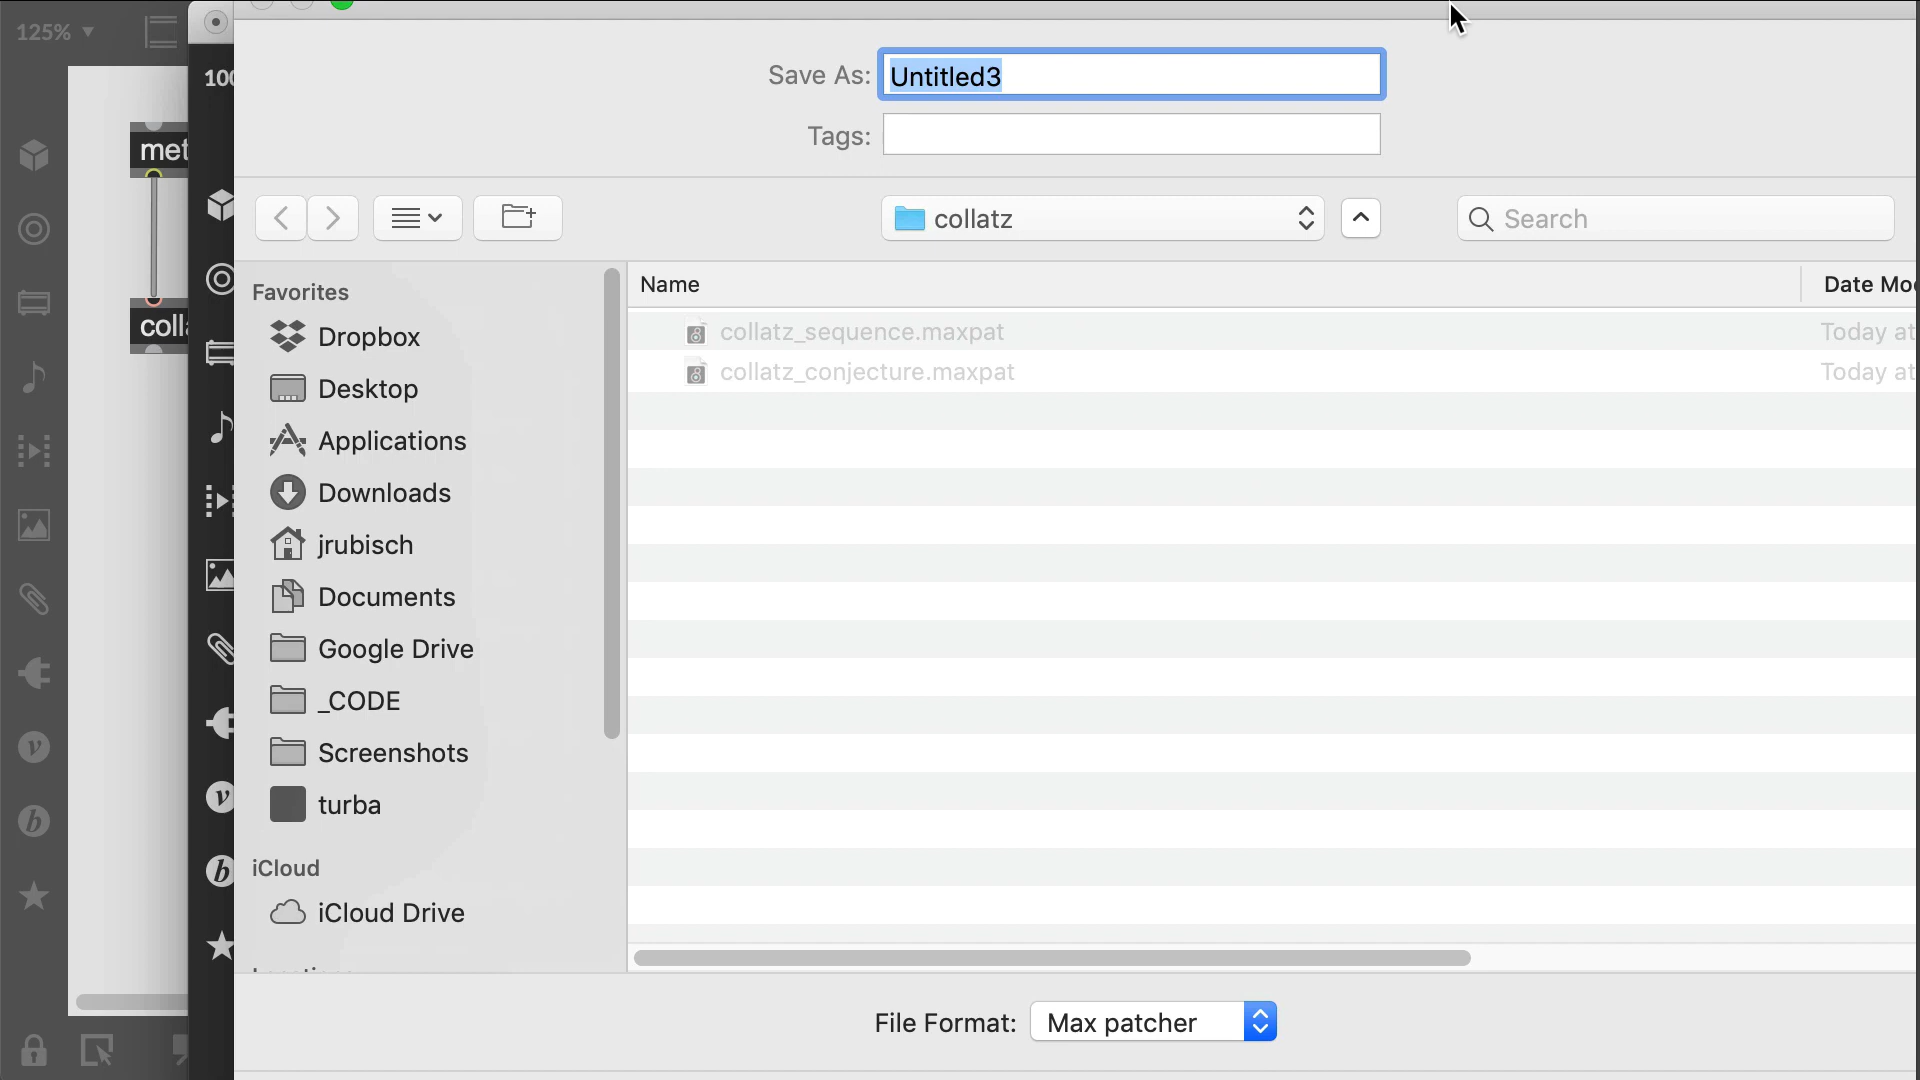 125%
100
Save As: Untitled3
Tags:
collatz
Search
met
coll
Favorites
Dropbox
Desktop
Applications
Downloads
jrubisch
Documents
Google Drive
_CODE
Screenshots
turba
iCloud
iCloud Drive
Name
Date Mo
collatz_sequence.maxpat
Today at
collatz_conjecture.maxpat
Today at
File Format: Max patcher